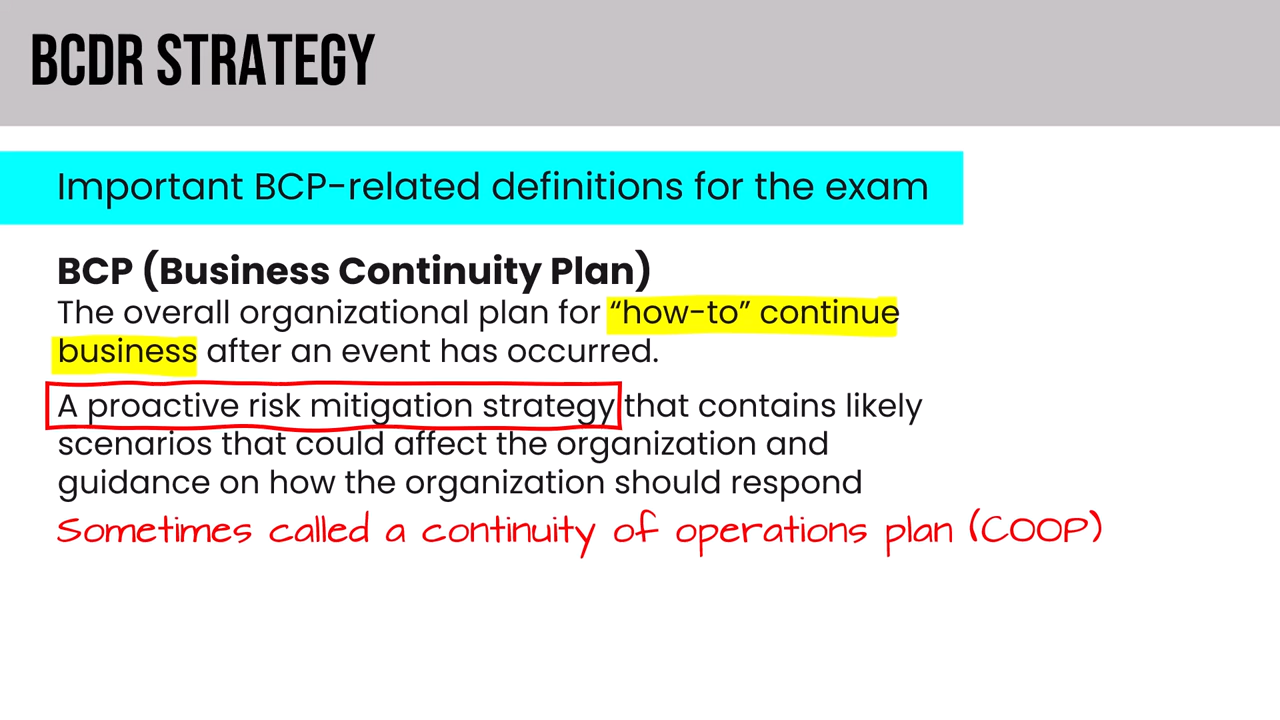 BCDR STRATEGY
Important BCP-related definitions for the exam
BCP (Business Continuity Plan)
The overall organizational plan for “how-to” continue
business after an event has occurred.
A proactive risk mitigation strategy that contains likely
scenarios that could affect the organization and
guidance on how the organization should respond
Sometimes called a continuity of operations plan (COOP)